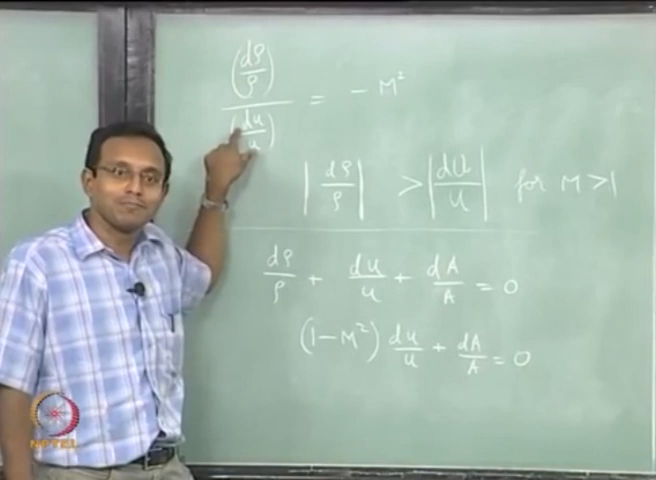 (dρ/ρ) / (du/u) = - M²
|dρ/ρ| > |du/u| for M > 1
dρ/ρ + du/u + dA/A = 0
(1 - M²) du/u + dA/A = 0
NPTEL